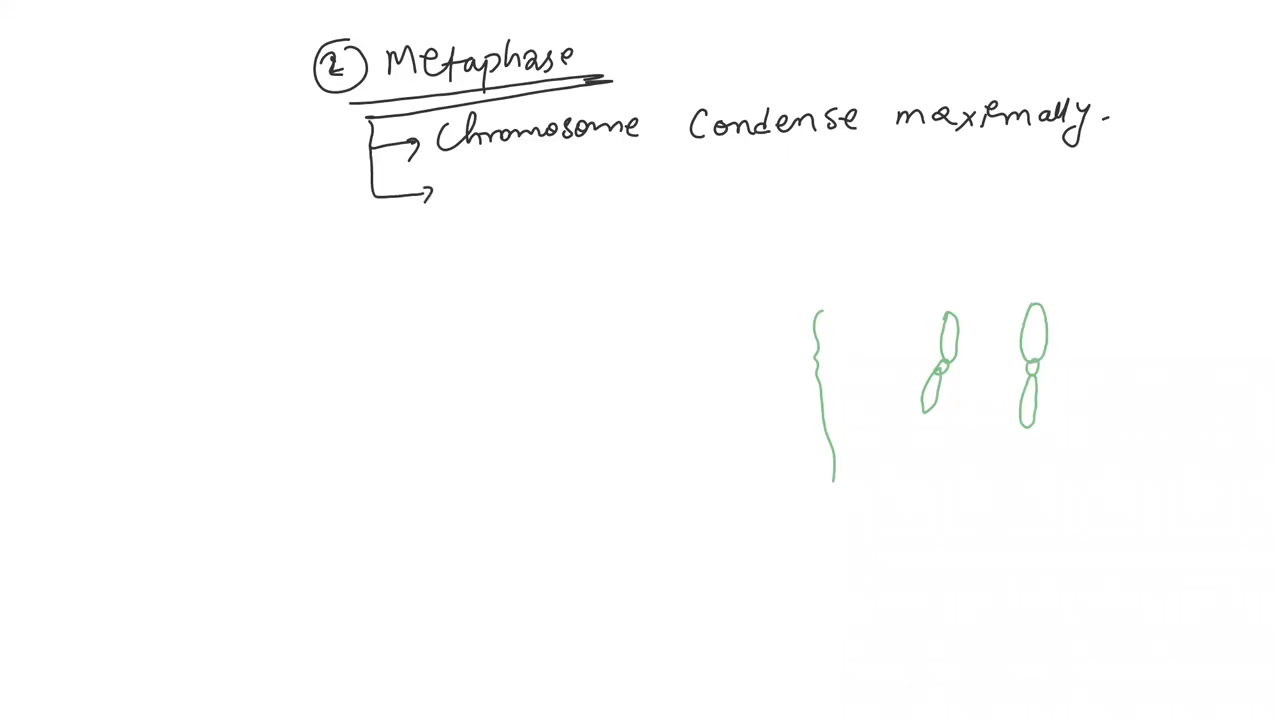 ② Metaphase
→ Chromosome Condense maximally.
→